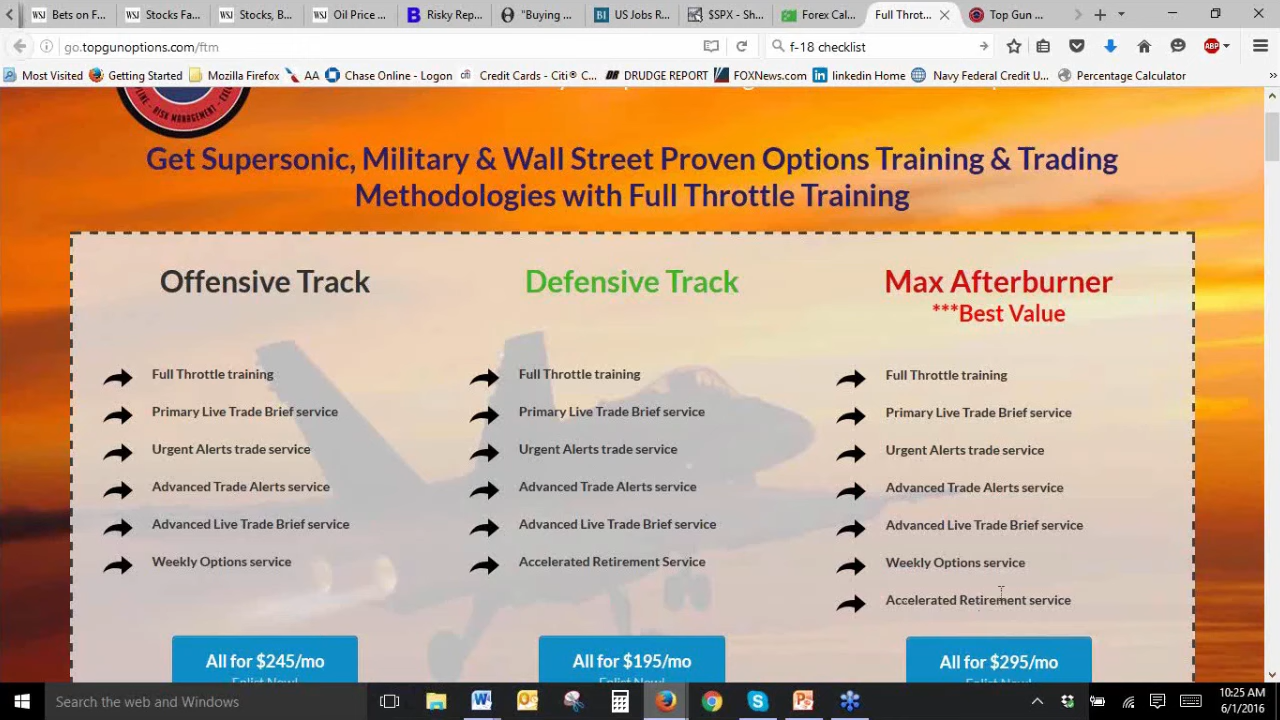 Bets on f...
Stocks Fa...
Stocks, B...
Oil Price ...
Risky Rep...
"Buying ...
US Jobs R...
$SPX - Sh...
Forex Cal...
Full Throt...
Top Gun ...
go.topgunoptions.com/ftm
f-18 checklist
Most Visited
Getting Started
Mozilla Firefox
AA
Chase Online - Logon
Credit Cards - Citi® C...
DRUDGE REPORT
FOXNews.com
linkedin Home
Navy Federal Credit U...
Percentage Calculator
RISK MANAGEMENT
Get Supersonic, Military & Wall Street Proven Options Training & Trading
Methodologies with Full Throttle Training
Offensive Track
Full Throttle training
Primary Live Trade Brief service
Urgent Alerts trade service
Advanced Trade Alerts service
Advanced Live Trade Brief service
Weekly Options service
All for $245/mo
Enlist Now!
Defensive Track
Full Throttle training
Primary Live Trade Brief service
Urgent Alerts trade service
Advanced Trade Alerts service
Advanced Live Trade Brief service
Accelerated Retirement Service
All for $195/mo
Enlist Now!
Max Afterburner
***Best Value
Full Throttle training
Primary Live Trade Brief service
Urgent Alerts trade service
Advanced Trade Alerts service
Advanced Live Trade Brief service
Weekly Options service
Accelerated Retirement service
All for $295/mo
Enlist Now!
Search the web and Windows
10:25 AM
6/1/2016